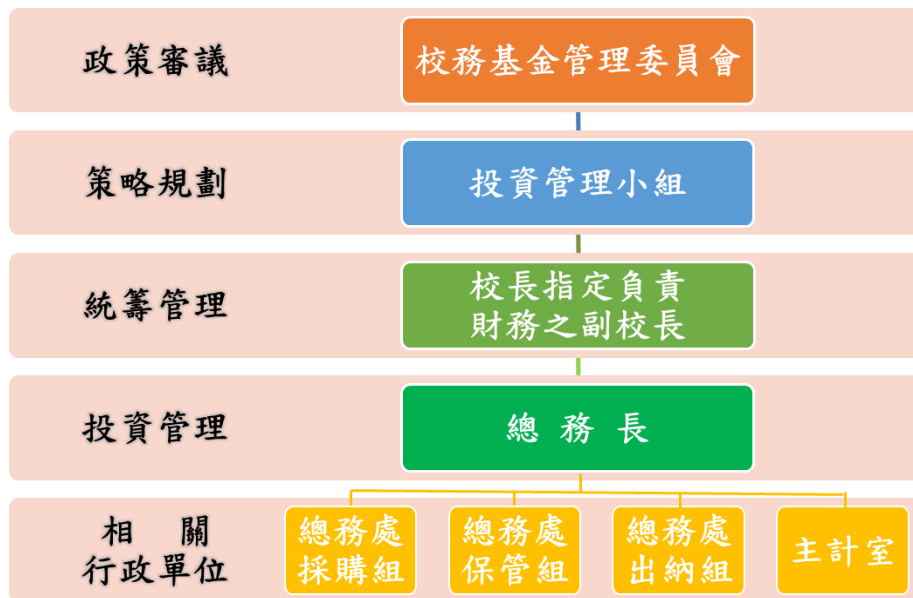 政策審議
校務基金管理委員會
策略規劃
投資管理小組
統籌管理
校長指定負責
財務之副校長
投資管理
總 務 長
相 關
行政單位
總務處
採購組
總務處
保管組
總務處
出納組
主計室